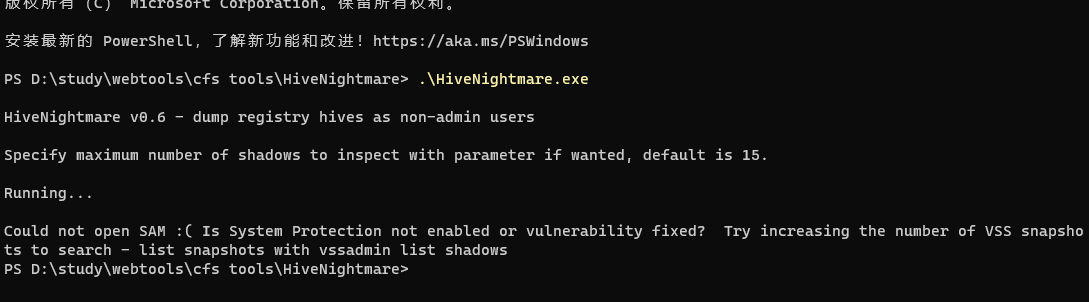 版权所有 (C) Microsoft Corporation。保留所有权利。
安装最新的 PowerShell，了解新功能和改进！https://aka.ms/PSWindows
PS D:\study\webtools\cfs tools\HiveNightmare> .\HiveNightmare.exe
HiveNightmare v0.6 - dump registry hives as non-admin users
Specify maximum number of shadows to inspect with parameter if wanted, default is 15.
Running...
Could not open SAM :( Is System Protection not enabled or vulnerability fixed?  Try increasing the number of VSS snapsho
ts to search - list snapshots with vssadmin list shadows
PS D:\study\webtools\cfs tools\HiveNightmare>